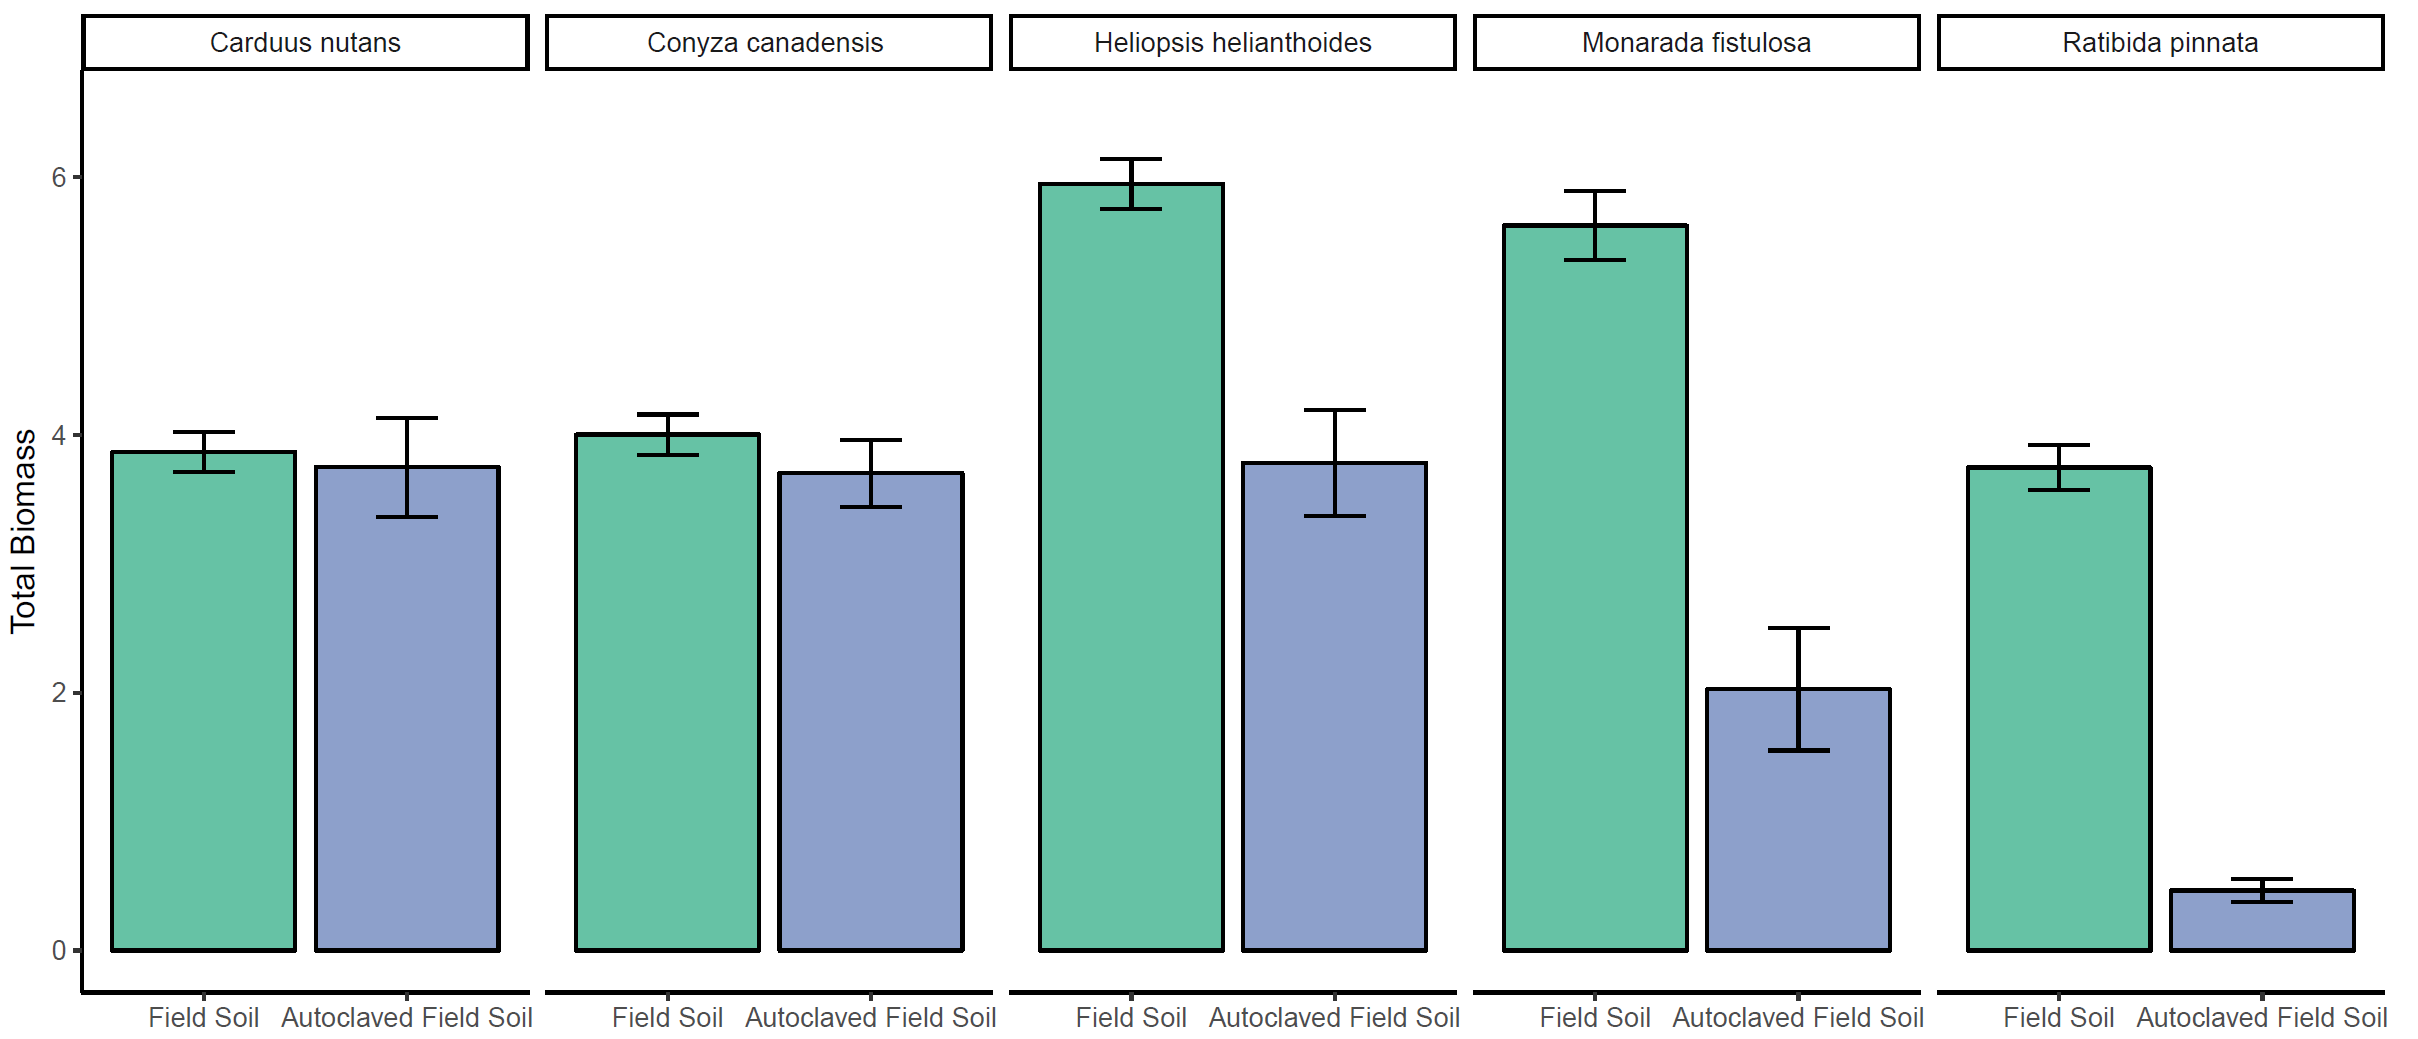 Carduus nutans
Conyza canadensis
Heliopsis helianthoides
Monarada fistulosa
Ratibida pinnata
Total Biomass
6
4
2
0
Field Soil
Autoclaved Field Soil
Field Soil
Autoclaved Field Soil
Field Soil
Autoclaved Field Soil
Field Soil
Autoclaved Field Soil
Field Soil
Autoclaved Field Soil